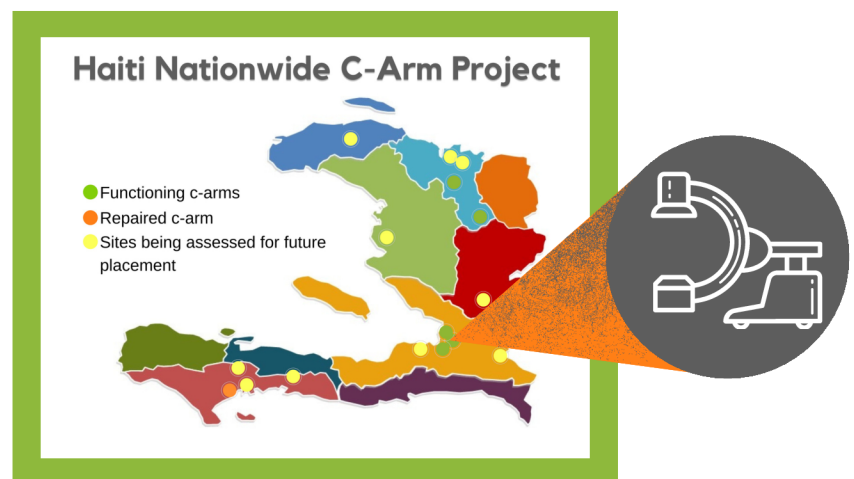 Haiti Nationwide C-Arm Project
Functioning c-arms
Repaired c-arm
Sites being assessed for future
placement